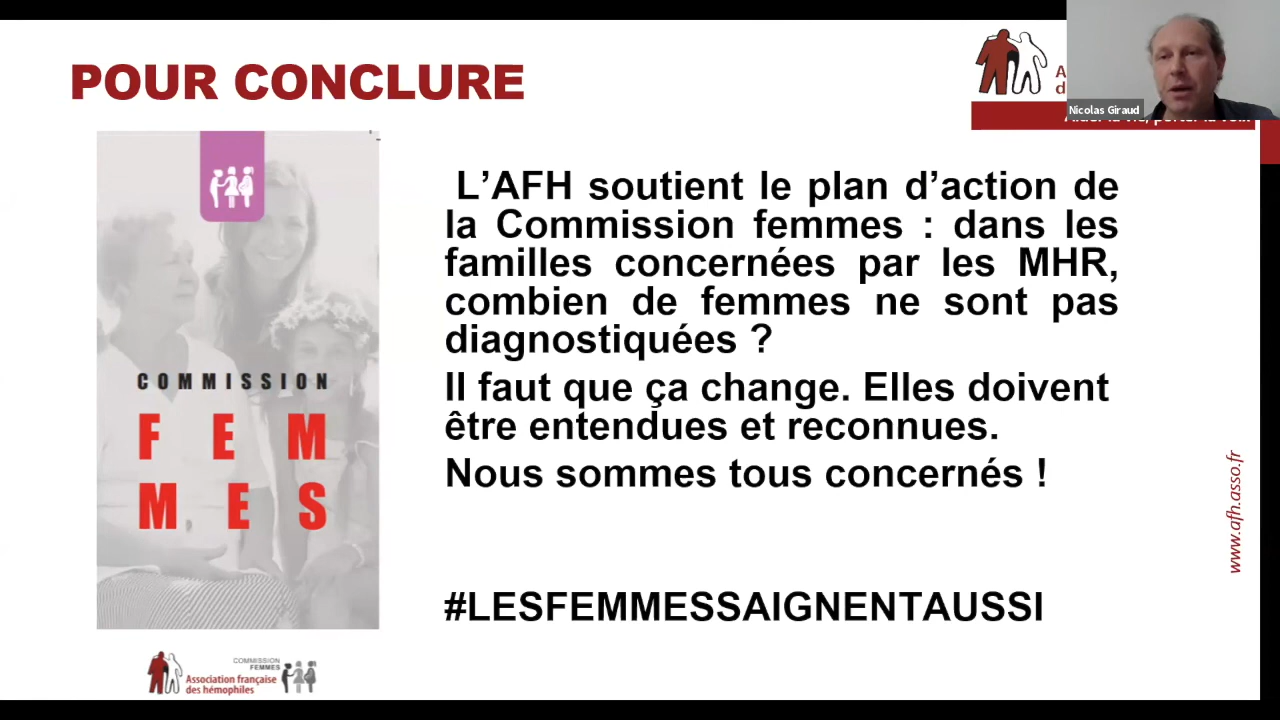 POUR CONCLURE
Nicolas Giraud
COMMISSION
FEM
MES
L’AFH soutient le plan d’action de
la Commission femmes : dans les
familles concernées par les MHR,
combien de femmes ne sont pas
diagnostiquées ?
Il faut que ça change. Elles doivent
être entendues et reconnues.
Nous sommes tous concernés !
#LESFEMMESSAIGNENTAUSSI
www.afh.asso.fr
COMMISSION
FEMMES
Association française
des hémophiles